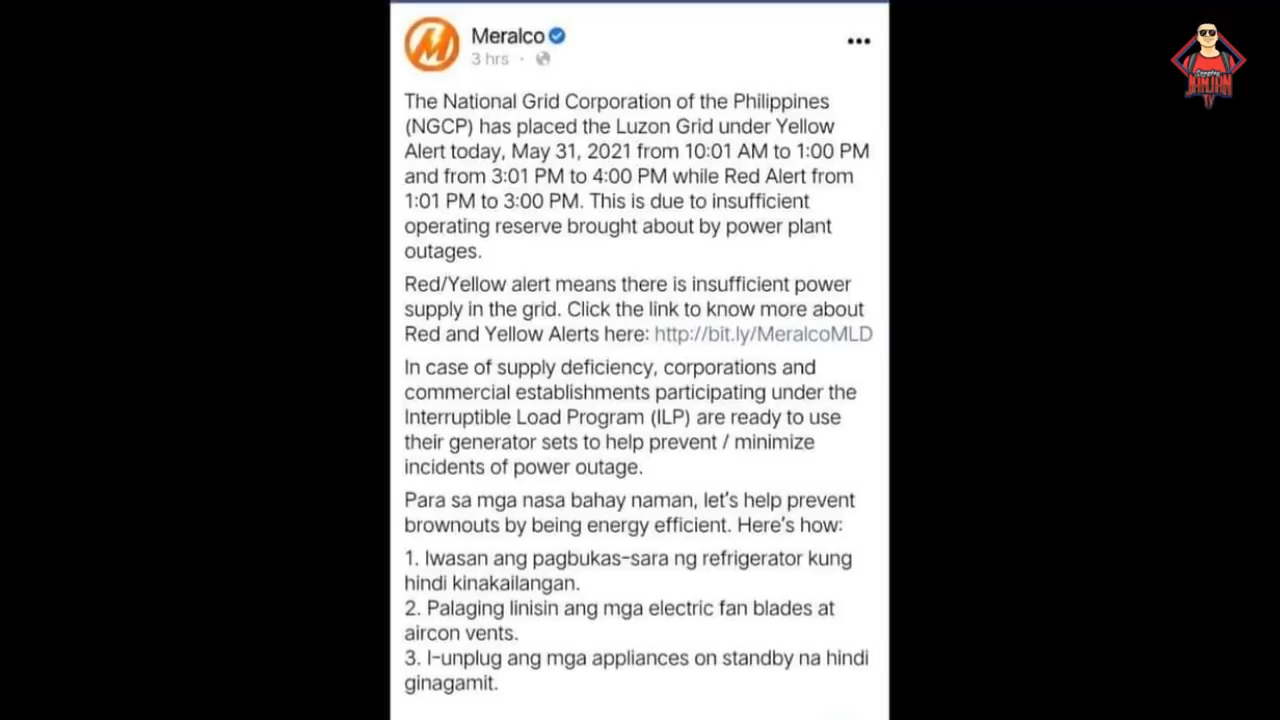 Meralco
3 hrs
The National Grid Corporation of the Philippines
(NGCP) has placed the Luzon Grid under Yellow
Alert today, May 31, 2021 from 10:01 AM to 1:00 PM
and from 3:01 PM to 4:00 PM while Red Alert from
1:01 PM to 3:00 PM. This is due to insufficient
operating reserve brought about by power plant
outages.
Red/Yellow alert means there is insufficient power
supply in the grid. Click the link to know more about
Red and Yellow Alerts here: http://bit.ly/MeralcoMLD
In case of supply deficiency, corporations and
commercial establishments participating under the
Interruptible Load Program (ILP) are ready to use
their generator sets to help prevent / minimize
incidents of power outage.
Para sa mga nasa bahay naman, let's help prevent
brownouts by being energy efficient. Here's how:
1. Iwasan ang pagbukas-sara ng refrigerator kung
hindi kinakailangan.
2. Palaging linisin ang mga electric fan blades at
aircon vents.
3. I-unplug ang mga appliances on standby na hindi
ginagamit.
JANJAN
TV